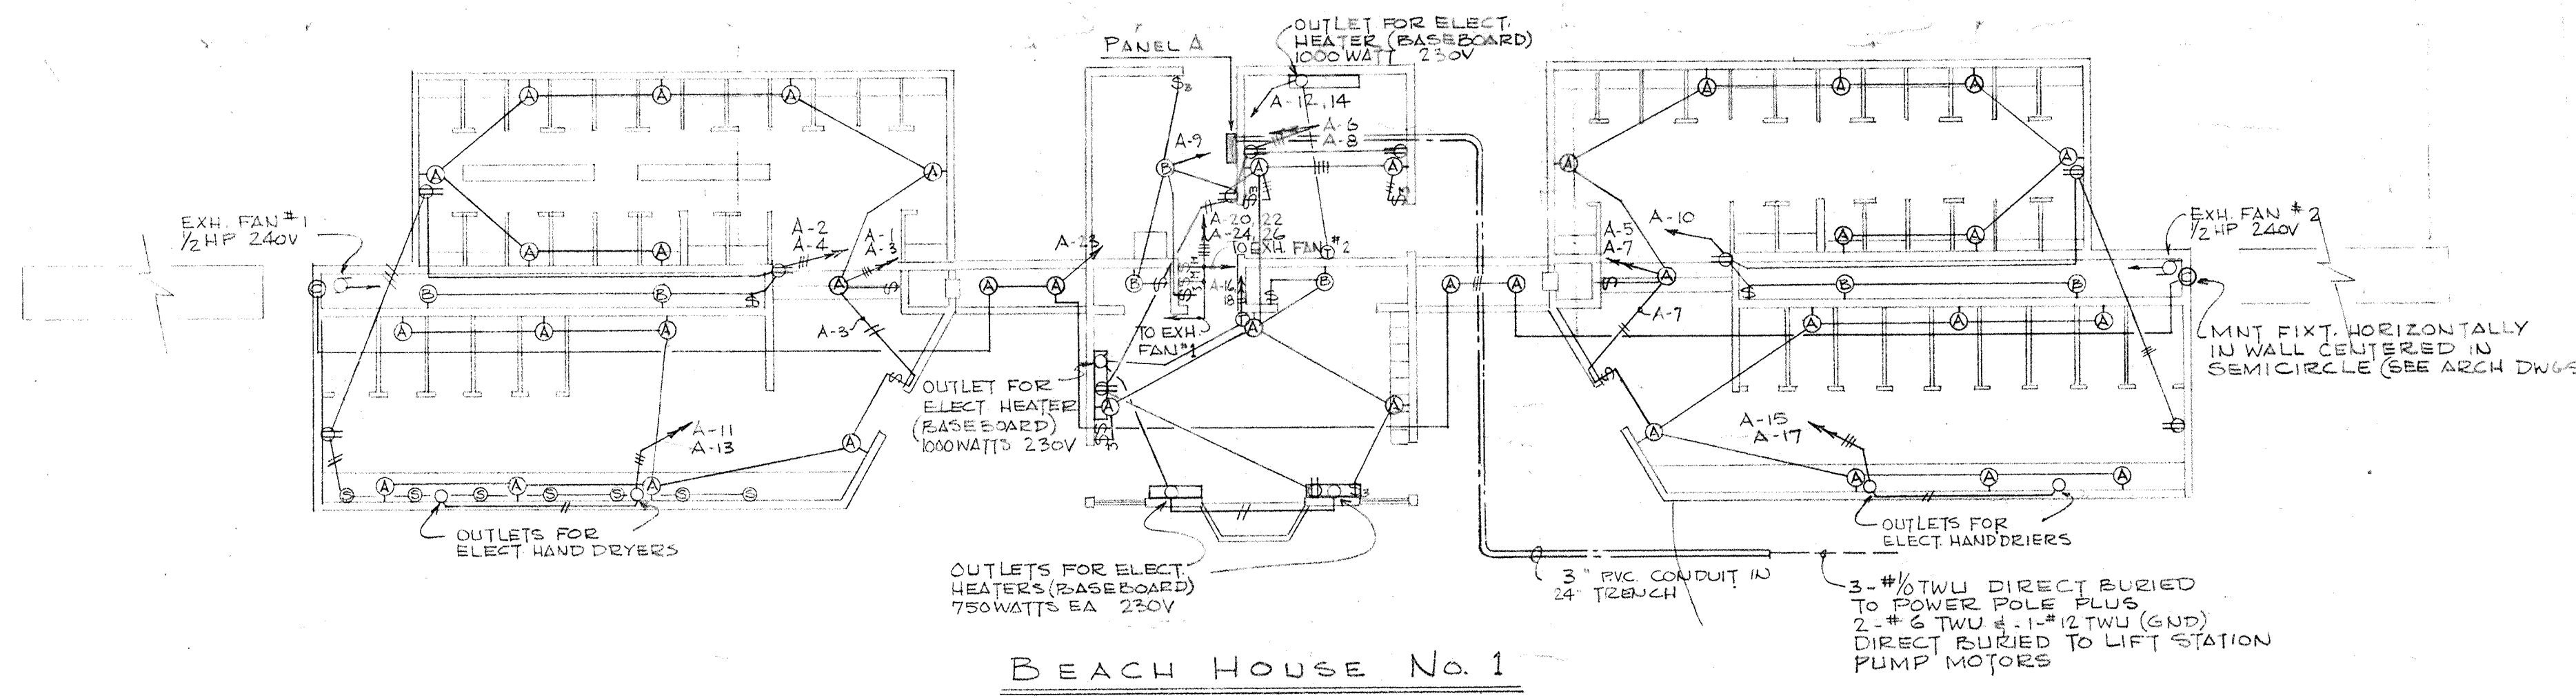 OUTLET FOR ELECT.
HEATER (BASEBOARD)
1000 WATT 230V
PANEL A
A-12, 14
A-6
A-8
A-9
EXH. FAN #1
1/2 HP 240V
A-2
A-4
A-1
A-3
A-23
A-20, 22
A-24, 26
TO EXH. FAN #2
A-16,
18
TO EXH.
FAN #1
A-5
A-7
A-10
EXH. FAN #2
1/2 HP 240V
A-3
A-7
MNT FIXT. HORIZONTALLY
IN WALL CENTERED IN
SEMICIRCLE (SEE ARCH DWGS
OUTLET FOR
ELECT HEATER
(BASEBOARD)
1000 WATTS 230V
A-11
A-13
A-15
A-17
OUTLETS FOR
ELECT. HAND DRYERS
OUTLETS FOR
ELECT. HAND DRIERS
OUTLETS FOR ELECT.
HEATERS (BASEBOARD)
750 WATTS EA 230V
3" P.V.C. CONDUIT IN
24" TRENCH
3-#1/0 TWU DIRECT BURIED
TO POWER POLE PLUS
2-#6 TWU & 1-#12 TWU (GND)
DIRECT BURIED TO LIFT STATION
PUMP MOTORS
BEACH HOUSE No. 1